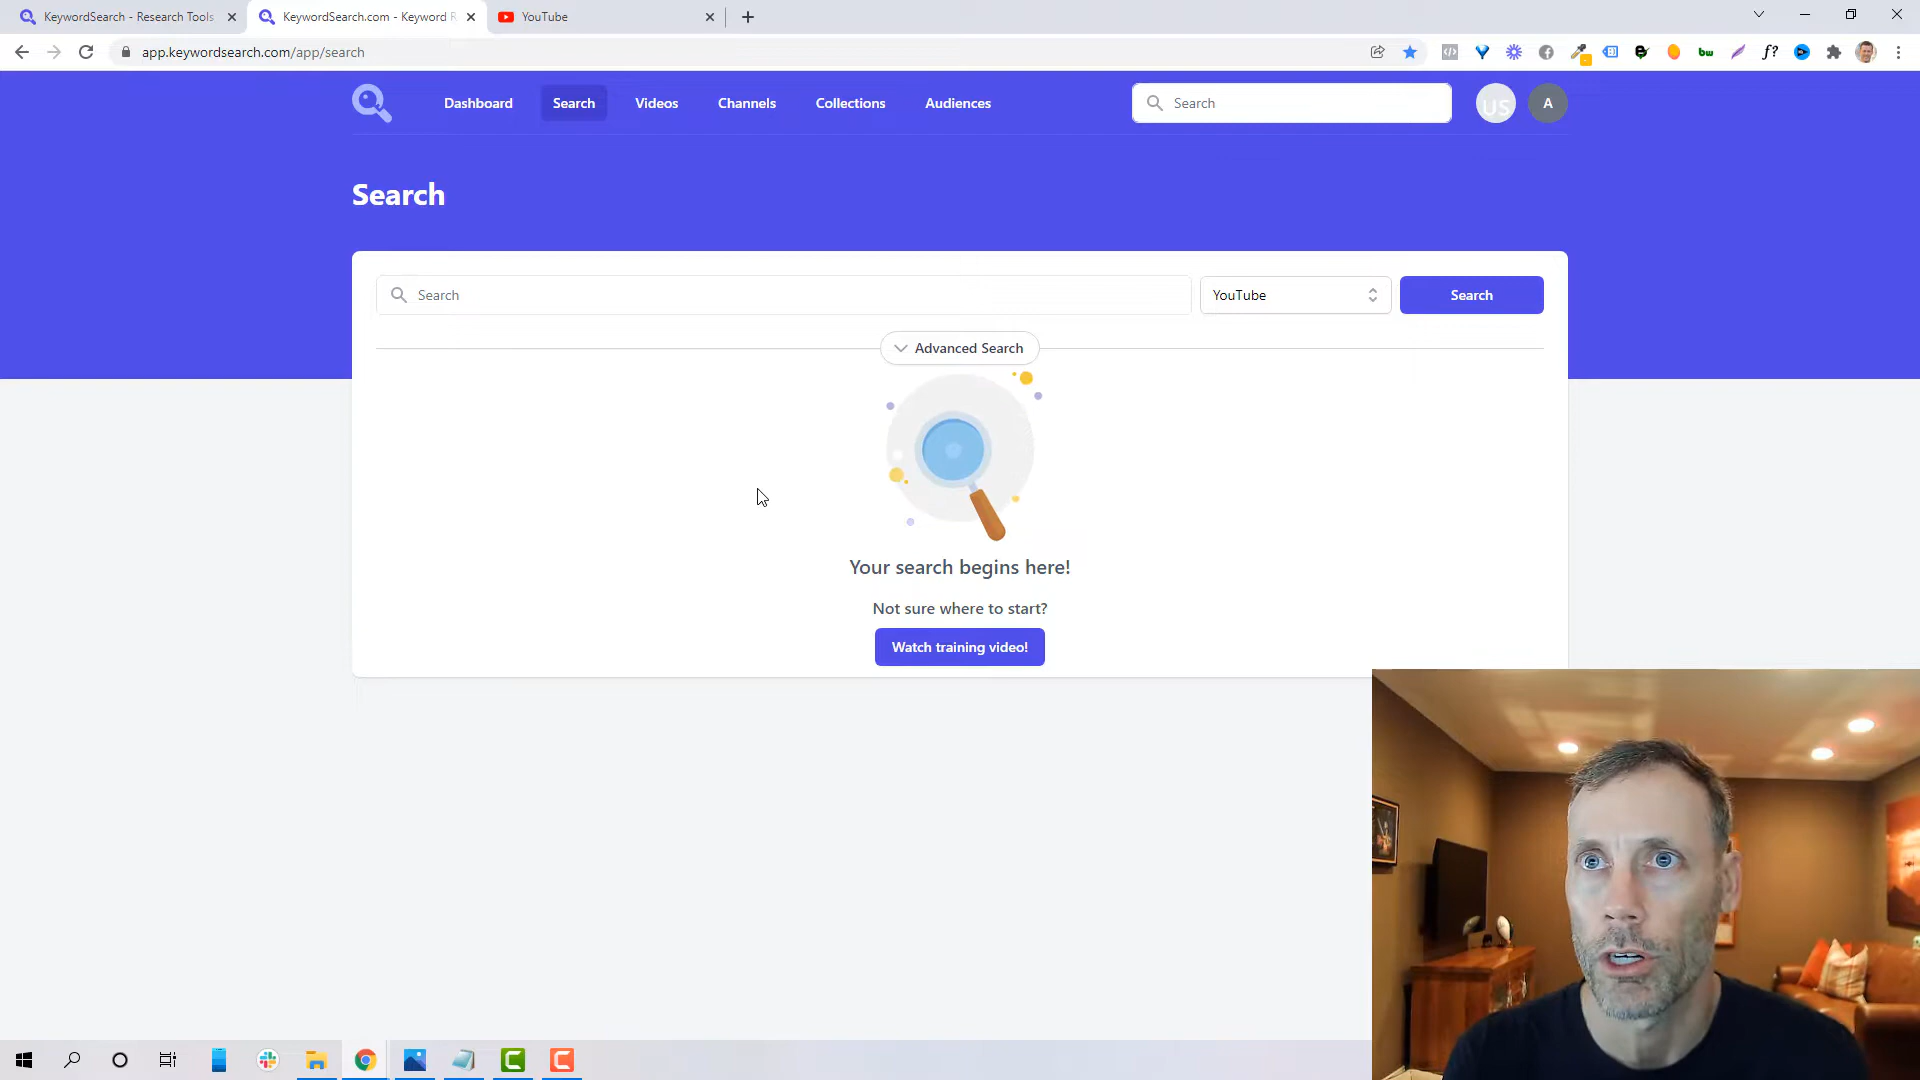 KeywordSearch - Research Tools
KeywordSearch.com - Keyword R
YouTube
app.keywordsearch.com/app/search
Dashboard
Search
Videos
Channels
Collections
Audiences
Search
US
A
Search
Search
YouTube
Search
Advanced Search
Your search begins here!
Not sure where to start?
Watch training video!